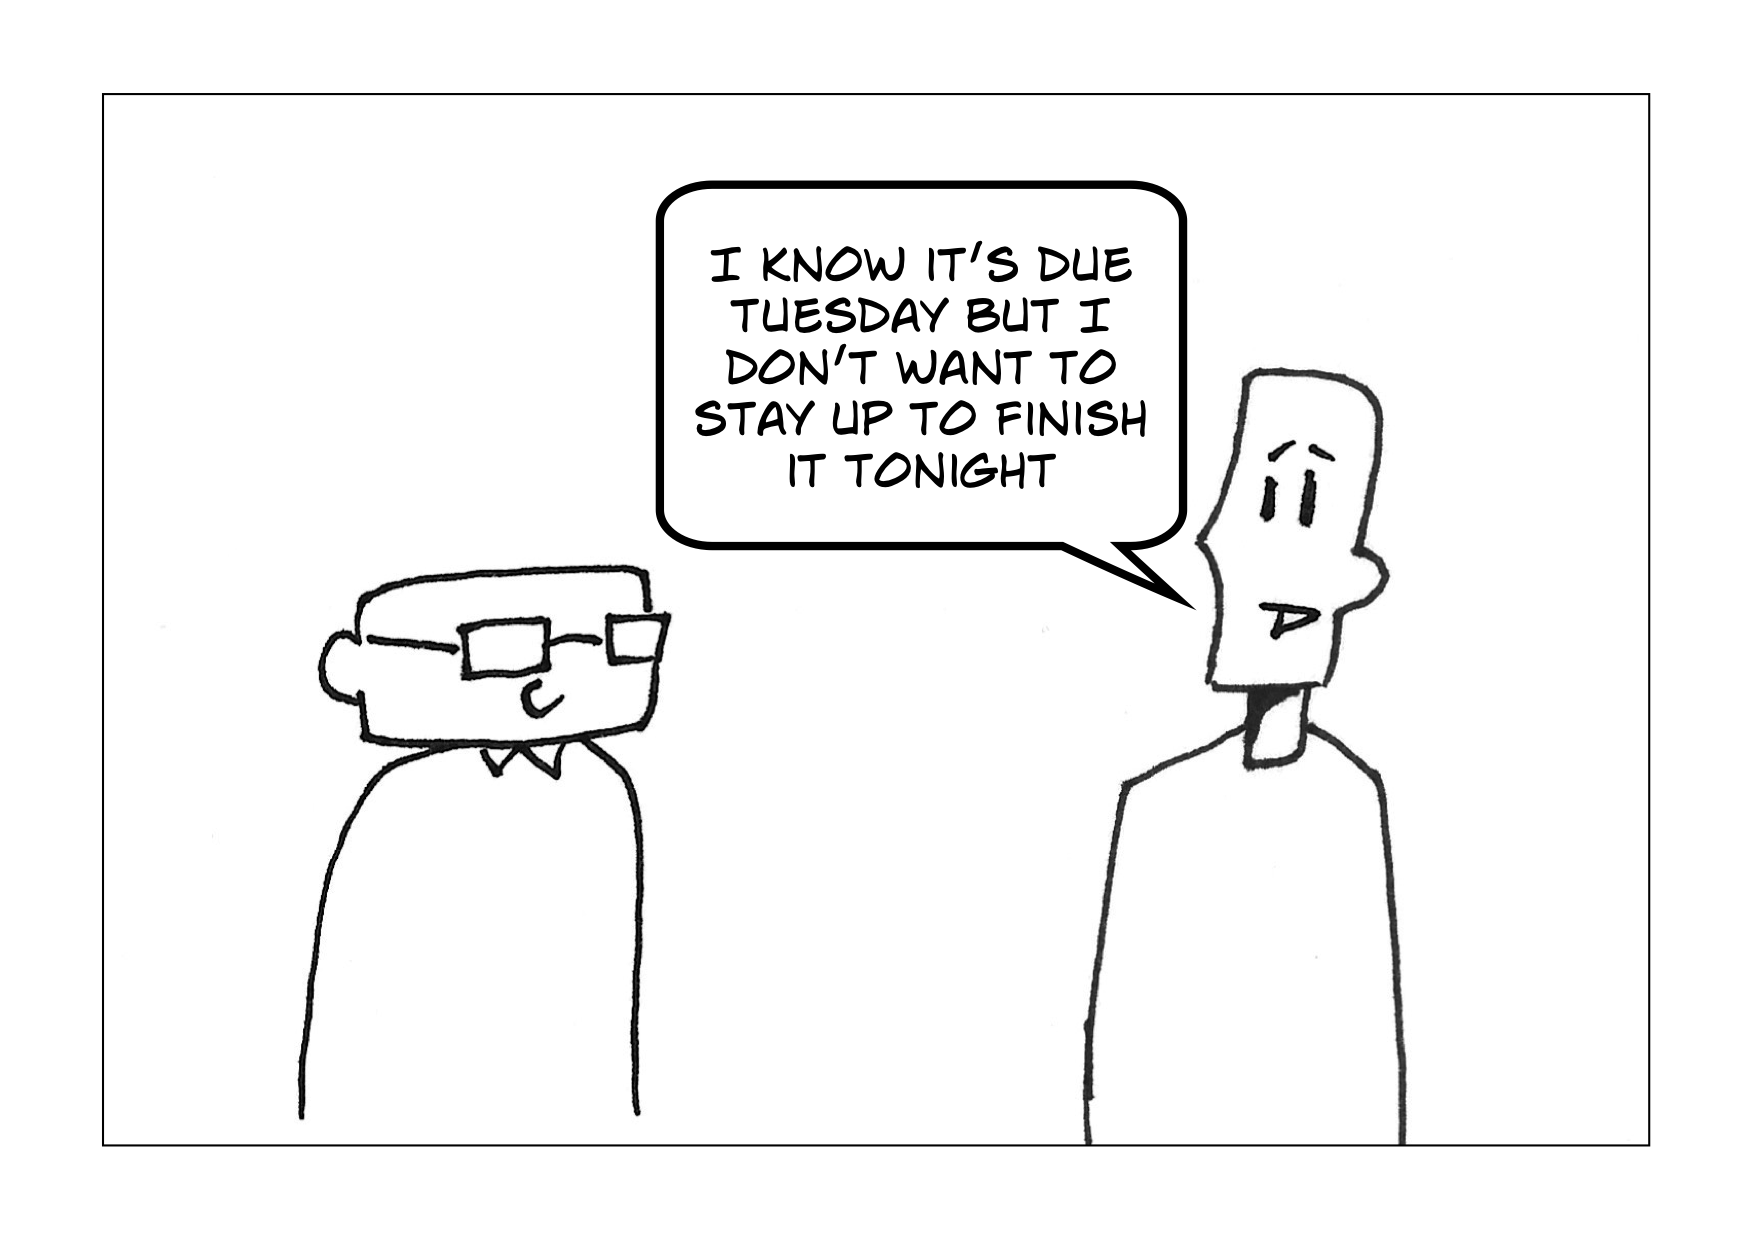 I KNOW IT'S DUE
TUESDAY BUT I
DON'T WANT TO
STAY UP TO FINISH
IT TONIGHT